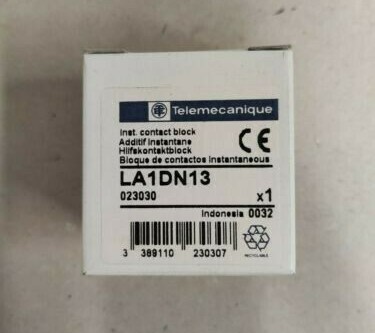 Telemecanique
Inst. contact block
Additif instantane
Hilfskontaktblock
Bloque de contactos instantaneous
CE
LA1DN13
023030 x1
Indonesia 0032
3 389110 230307
RECYCLABLE